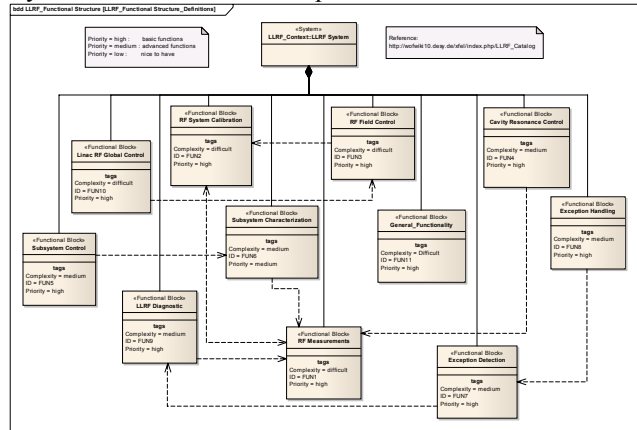 bdd LLRF_Functional Structure [LLRF_Functional Structure_Definitions]
«System»
LLRF_Context::LLRF System
Priority = high : basic functions
Priority = medium : advanced functions
Priority = low : nice to have
Reference:
http://wofwiki10.desy.de/xfel/index.php/LLRF_Catalog
«Functional Block»
RF System Calibration
tags
Complexity = difficult
ID = FUN2
Priority = high
«Functional Block»
RF Field Control
tags
Complexity = difficult
ID = FUN3
Priority = high
«Functional Block»
Cavity Resonance Control
tags
Complexity = medium
ID = FUN4
Priority = high
«Functional Block»
Linac RF Global Control
tags
Complexity = difficult
ID = FUN10
Priority = high
«Functional Block»
Subsystem Characterization
tags
Complexity = medium
ID = FUN6
Priority = medium
«Functional Block»
General_Functionality
tags
Complexity = Difficult
ID = FUN11
Priority = high
«Functional Block»
Exception Handling
tags
Complexity = medium
ID = FUN8
Priority = high
«Functional Block»
Subsystem Control
tags
Complexity = medium
ID = FUN5
Priority = high
«Functional Block»
LLRF Diagnostic
tags
Complexity = medium
ID = FUN9
Priority = high
«Functional Block»
RF Measurements
tags
Complexity = difficult
ID = FUN1
Priority = high
«Functional Block»
Exception Detection
tags
Complexity = medium
ID = FUN7
Priority = high